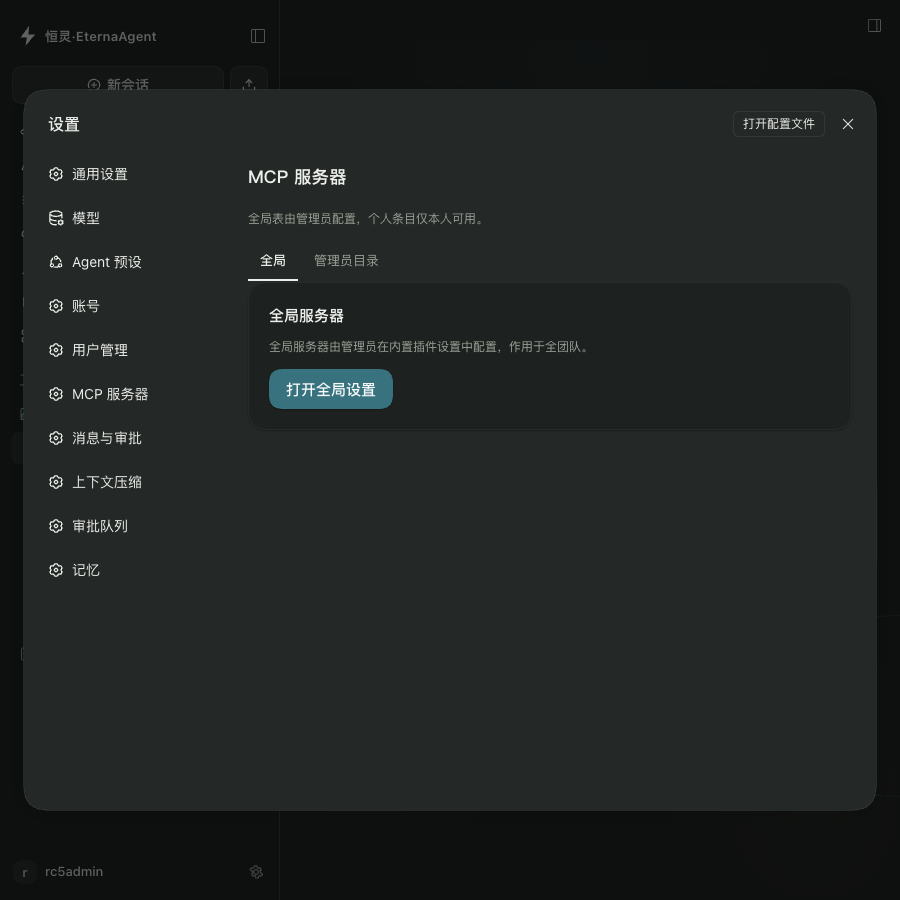 恒灵·EternaAgent
新会话
设置
打开配置文件
通用设置
模型
Agent 预设
账号
用户管理
MCP 服务器
消息与审批
上下文压缩
审批队列
记忆
MCP 服务器
全局表由管理员配置，个人条目仅本人可用。
全局
管理员目录
全局服务器
全局服务器由管理员在内置插件设置中配置，作用于全团队。
打开全局设置
r
rc5admin